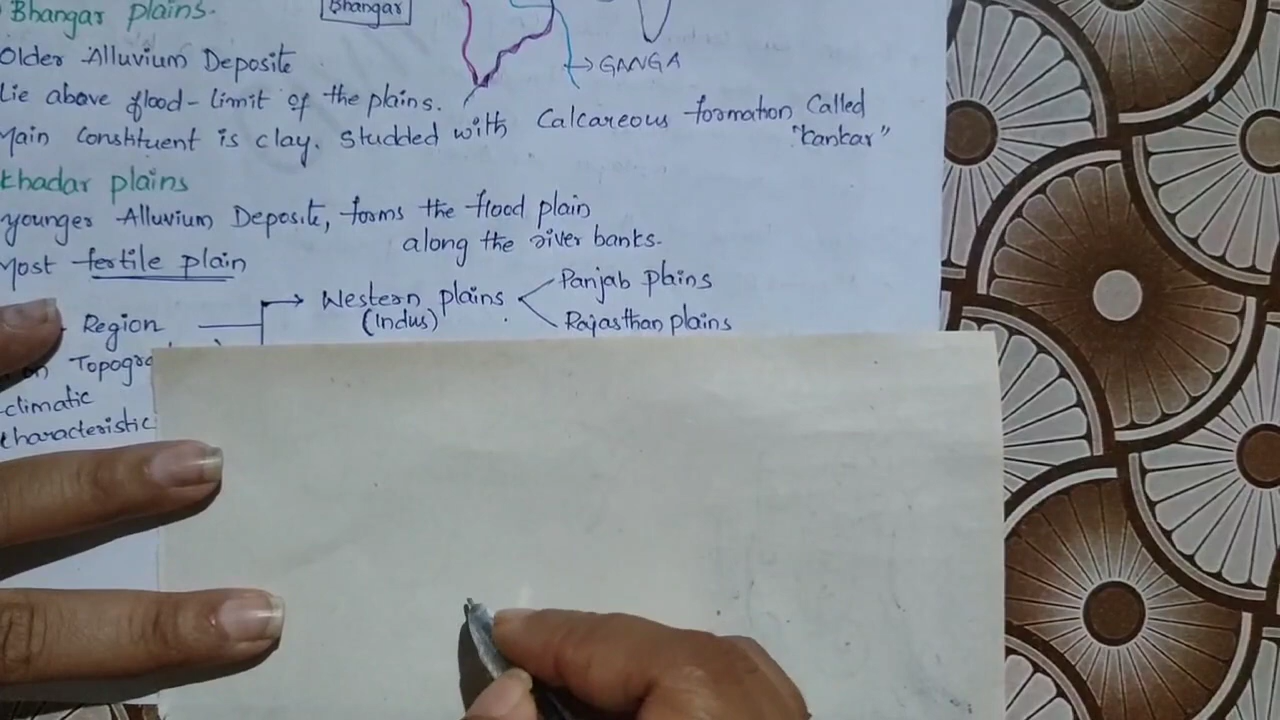 Bhangar plains.
Bhangar
→ GANGA
Older Alluvium Deposite
Lie above flood-limit of the plains.
Main constituent is clay. Studded with Calcareous formation Called
"kankar"
khadar plains
younger Alluvium Deposite, forms the flood plain
along the river banks.
Most fertile plain
Region → Western plains < Panjab plains
(Indus) Rajasthan plains
on Topogra
climatic
characteristic